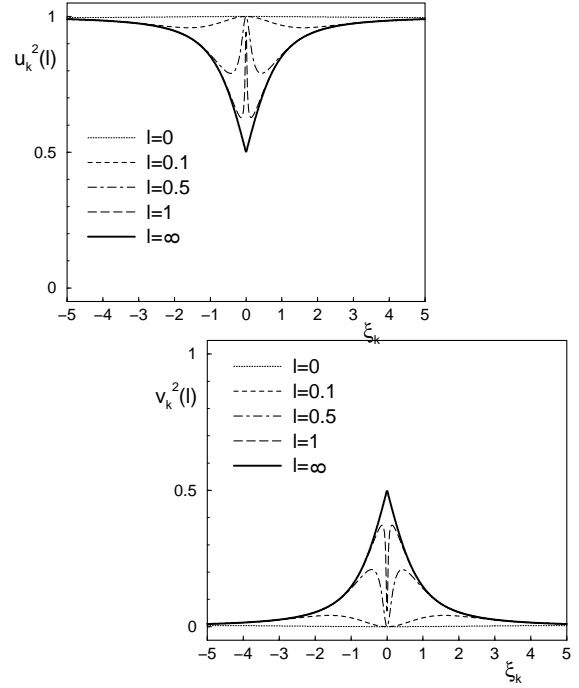 1
u_k^2(l)
0.5
l=0
l=0.1
l=0.5
l=1
l=∞
0
−5 −4 −3 −2 −1 0 1 2 3 4 5
ξ_k
1
v_k^2(l)
l=0
l=0.1
l=0.5
l=1
l=∞
0.5
0
−5 −4 −3 −2 −1 0 1 2 3 4 5
ξ_k